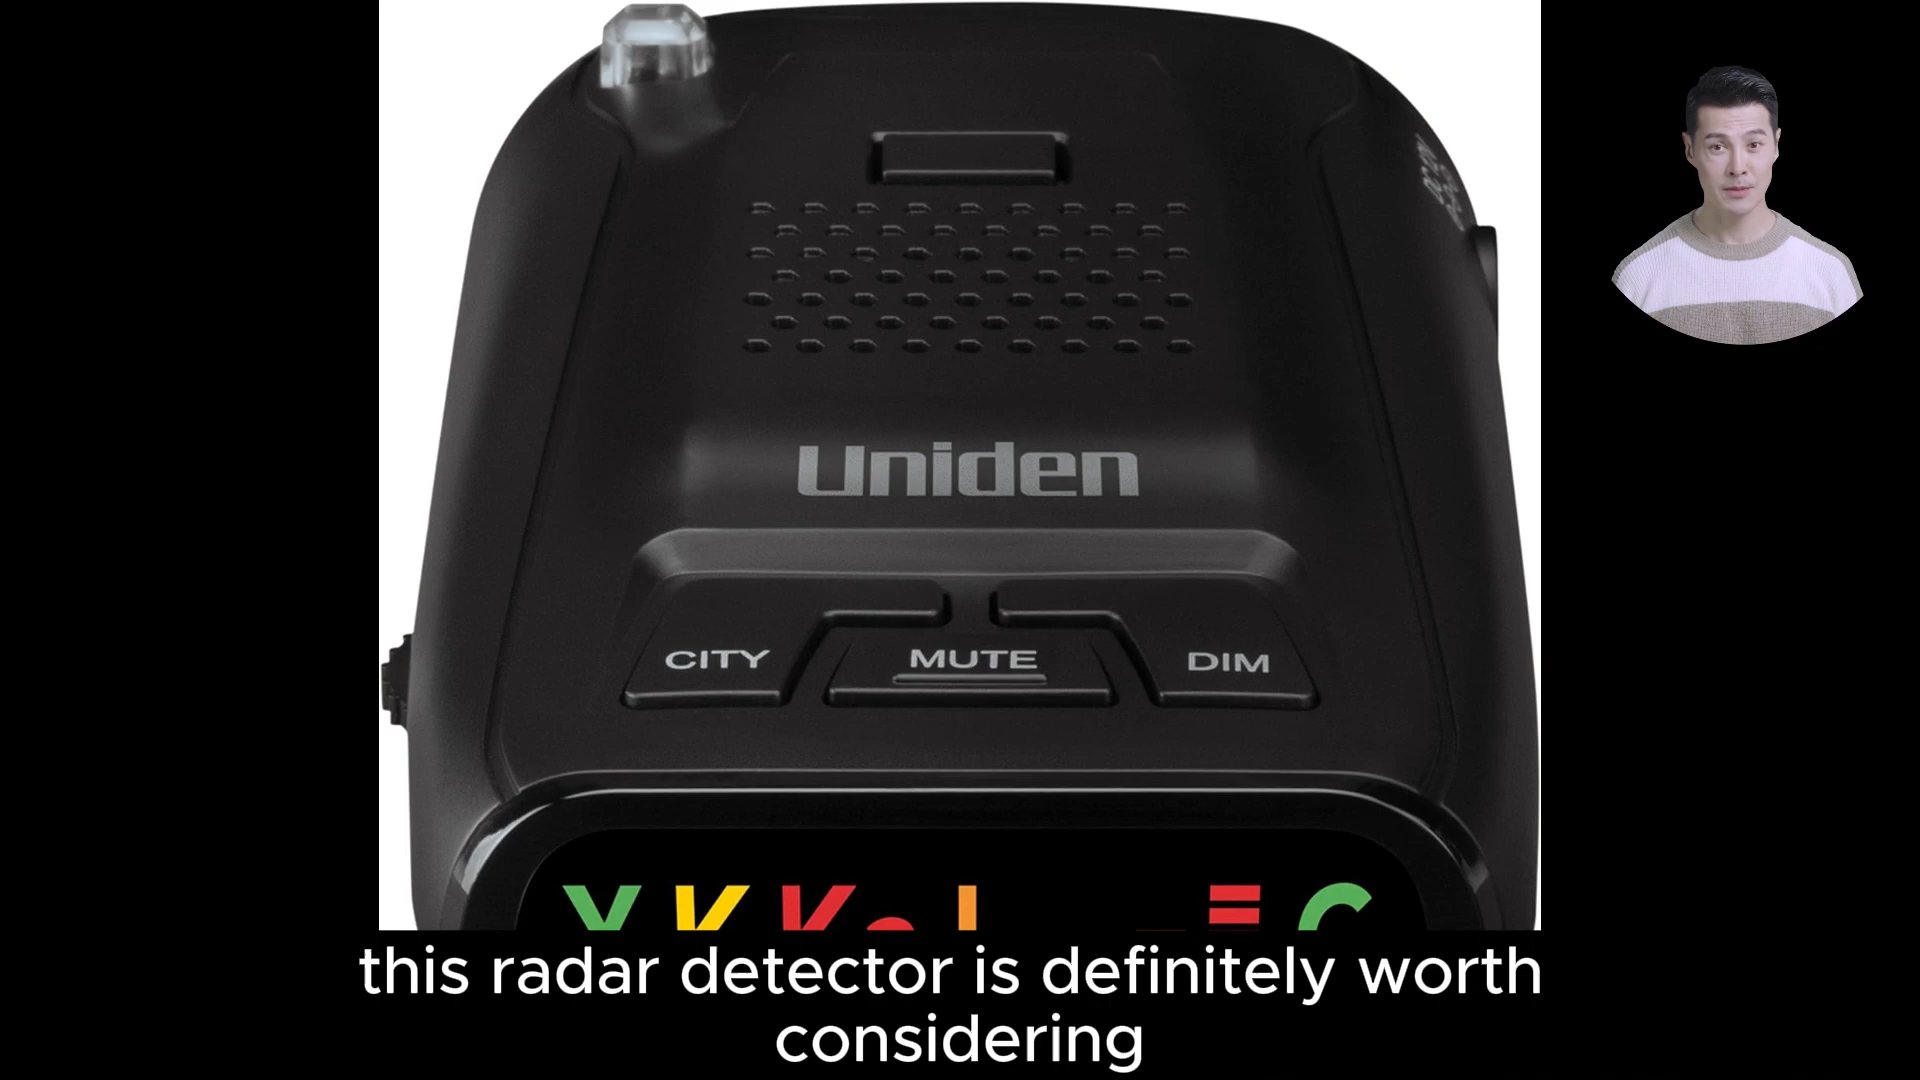 Uniden
CITY MUTE DIM
this radar detector is definitely worth
considering